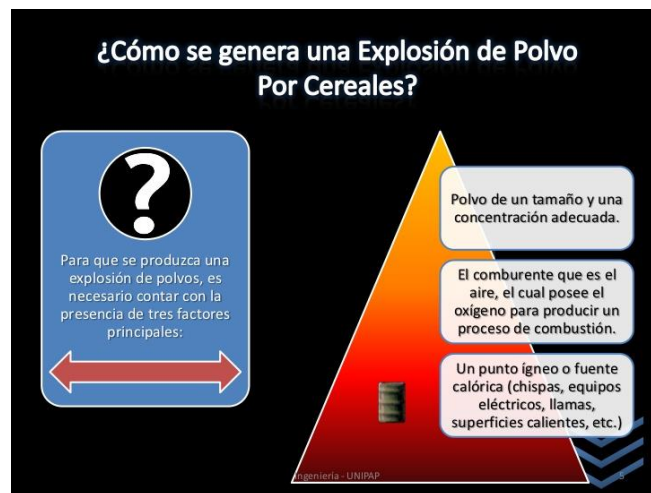 ¿Cómo se genera una Explosión de Polvo
Por Cereales?
?
Para que se produzca una
explosión de polvos, es
necesario contar con la
presencia de tres factores
principales:
Polvo de un tamaño y una
concentración adecuada.
El comburente que es el
aire, el cual posee el
oxígeno para producir un
proceso de combustión.
Un punto ígneo o fuente
calórica (chispas, equipos
eléctricos, llamas,
superficies calientes, etc.)
Ingeniería - UNIPAP
5